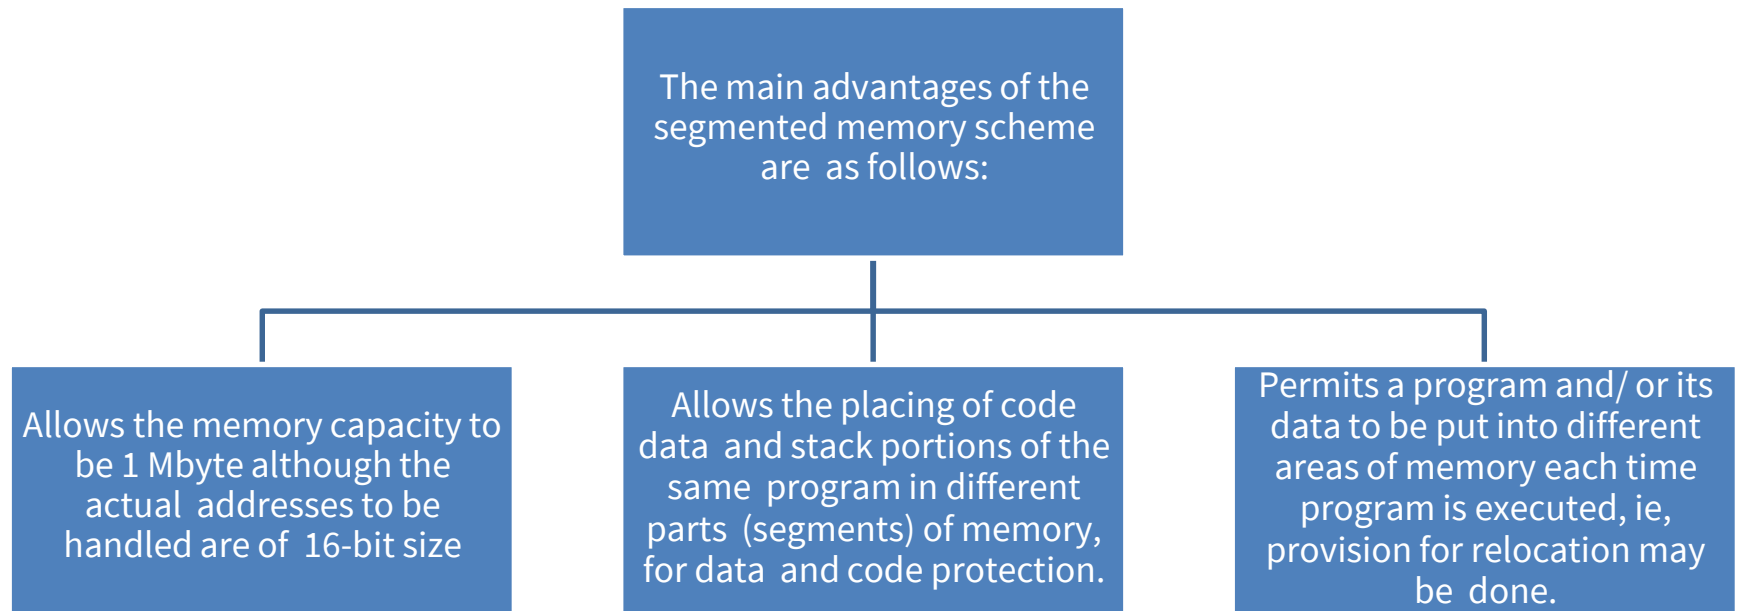 The main advantages of the
segmented memory scheme
are as follows:
Allows the memory capacity to
be 1 Mbyte although the
actual addresses to be
handled are of 16-bit size
Allows the placing of code
data and stack portions of the
same program in different
parts (segments) of memory,
for data and code protection.
Permits a program and/ or its
data to be put into different
areas of memory each time
program is executed, ie,
provision for relocation may
be done.